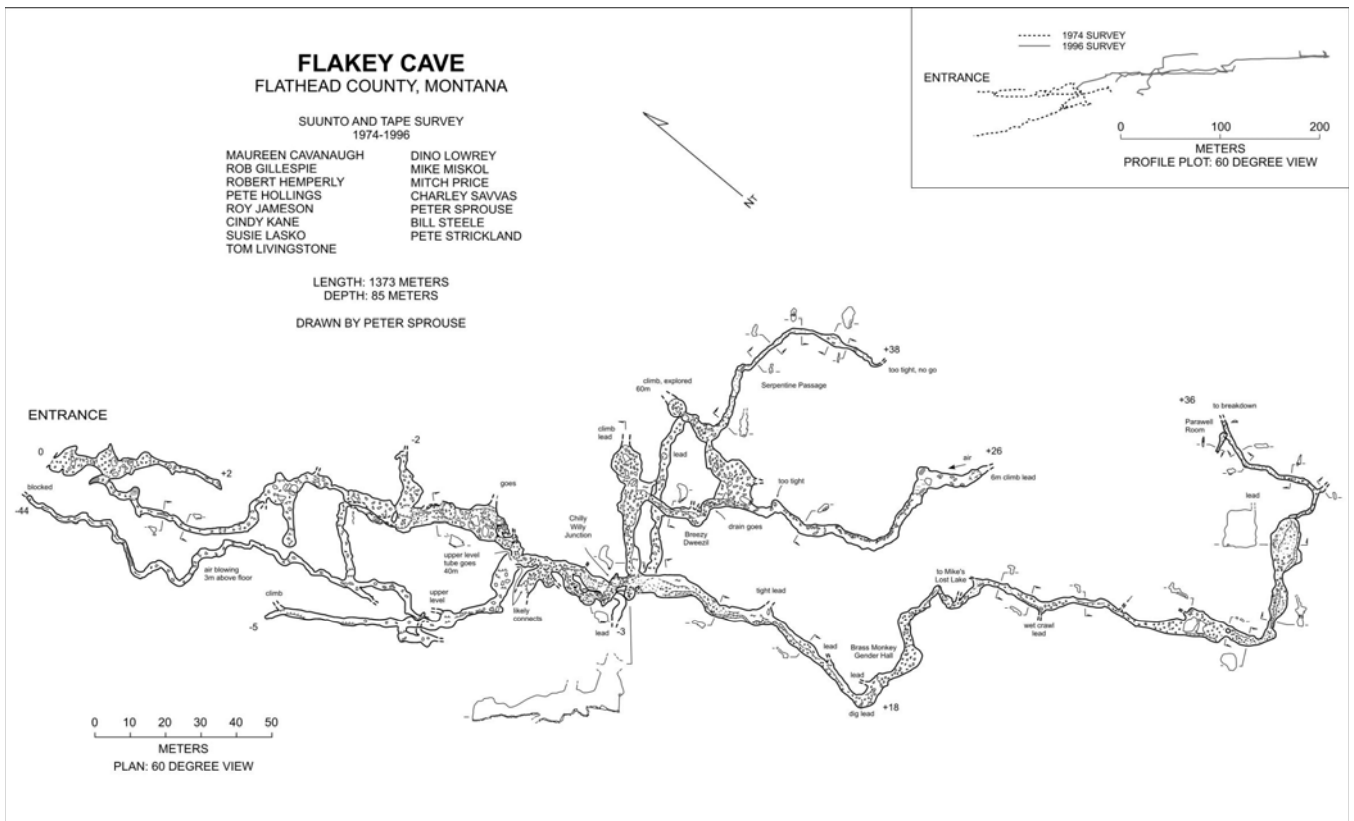 FLAKEY CAVE
FLATHEAD COUNTY, MONTANA
SUUNTO AND TAPE SURVEY
1974-1996
MAUREEN CAVANAUGH
ROB GILLESPIE
ROBERT HEMPERLY
PETE HOLLINGS
ROY JAMESON
CINDY KANE
SUSIE LASKO
TOM LIVINGSTONE
DINO LOWREY
MIKE MISKOL
MITCH PRICE
CHARLEY SAVVAS
PETER SPROUSE
BILL STEELE
PETE STRICKLAND
LENGTH: 1373 METERS
DEPTH: 85 METERS
DRAWN BY PETER SPROUSE
NT
1974 SURVEY
1996 SURVEY
ENTRANCE
0 100 200
METERS
PROFILE PLOT: 60 DEGREE VIEW
+38
too tight, no go
Serpentine Passage
climb, explored
60m
climb
lead
lead
+36
to breakdown
Parawell
Room
ENTRANCE
0
-2
+2
blocked
-44
goes
air
+26
6m climb lead
too tight
lead
Chilly
Willy
Junction
Breezy
Dweezil
drain goes
upper level
tube goes
40m
air blowing
3m above floor
climb
-5
upper
level
likely
connects
lead
-3
to Mike's
Lost Lake
tight lead
wet crawl
lead
lead
Brass Monkey
Gender Hall
lead
dig lead
+18
0 10 20 30 40 50
METERS
PLAN: 60 DEGREE VIEW